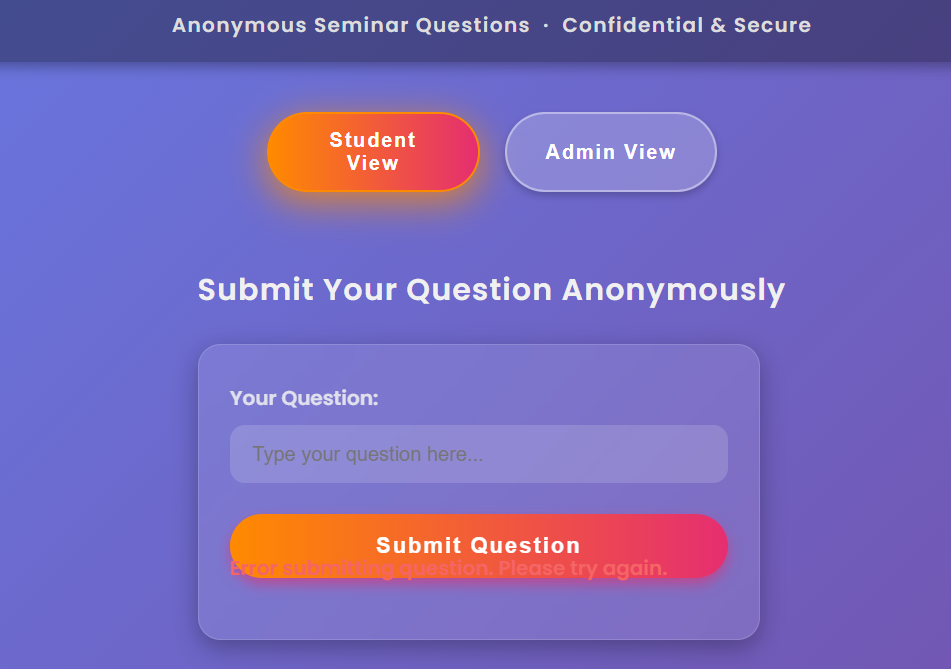 Anonymous Seminar Questions · Confidential & Secure
Student
View
Admin View
Submit Your Question Anonymously
Your Question:
Type your question here...
Submit Question
Error submitting question. Please try again.